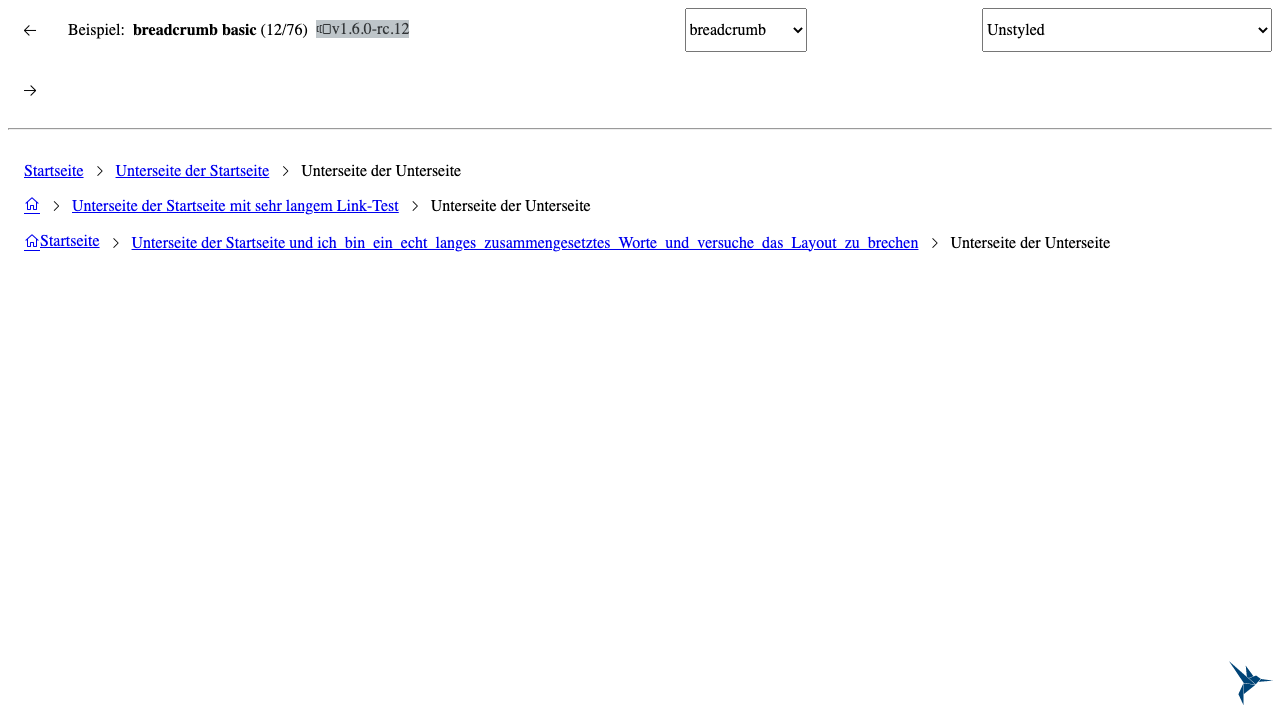 Beispiel: breadcrumb basic (12/76) v1.6.0-rc.12 breadcrumb Unstyled
Startseite Unterseite der Startseite Unterseite der Unterseite
Unterseite der Startseite mit sehr langem Link-Test Unterseite der Unterseite
Startseite Unterseite der Startseite und ich_bin_ein_echt_langes_zusammengesetztes_Worte_und_versuche_das_Layout_zu_brechen Unterseite der Unterseite